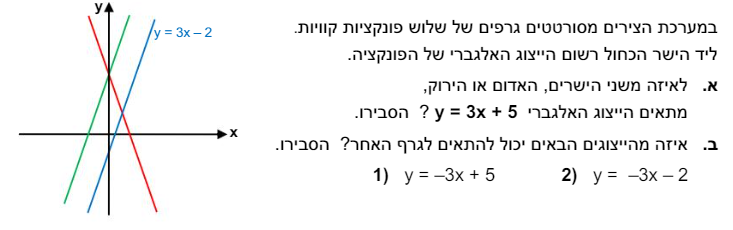 במערכת הצירים מסורטטים גרפים של שלוש פונקציות קוויות.
ליד הישר הכחול רשום הייצוג האלגברי של הפונקציה.
א. לאיזה משני הישרים, האדום או הירוק,
מתאים הייצוג האלגברי y = 3x + 5 ? הסבירו.
ב. איזה מהייצוגים הבאים יכול להתאים לגרף האחר? הסבירו.
1) y = –3x + 5 2) y = –3x – 2
y
y = 3x – 2
x